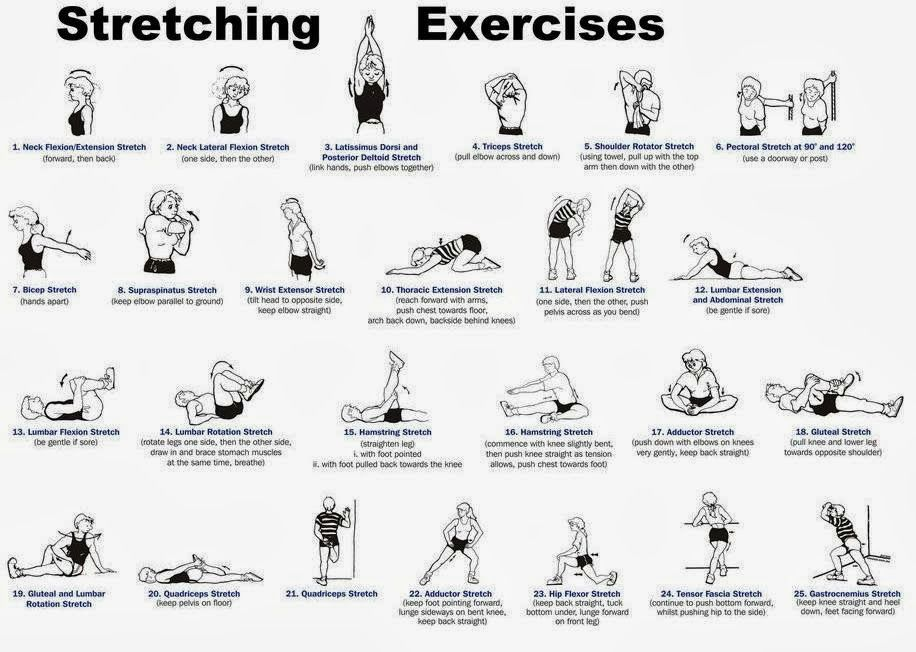 Stretching Exercises
1. Neck Flexion/Extension Stretch
(forward, then back)
2. Neck Lateral Flexion Stretch
(one side, then the other)
3. Latissimus Dorsi and
Posterior Deltoid Stretch
(link hands, push elbows together)
4. Triceps Stretch
(pull elbow across and down)
5. Shoulder Rotator Stretch
(using towel, pull up with the top
arm then down with the other)
6. Pectoral Stretch at 90° and 120°
(use a doorway or post)
7. Bicep Stretch
(hands apart)
8. Supraspinatus Stretch
(keep elbow parallel to ground)
9. Wrist Extensor Stretch
(tilt head to opposite side,
keep elbow straight)
10. Thoracic Extension Stretch
(reach forward with arms,
push chest towards floor,
arch back down, backside behind knees)
11. Lateral Flexion Stretch
(one side, then the other, push
pelvis across as you bend)
12. Lumbar Extension
and Abdominal Stretch
(be gentle if sore)
13. Lumbar Flexion Stretch
(be gentle if sore)
14. Lumbar Rotation Stretch
(rotate legs one side, then the other side,
draw in and brace stomach muscles
at the same time, breathe)
15. Hamstring Stretch
(straighten leg)
i. with foot pointed
ii. with foot pulled back towards the knee
16. Hamstring Stretch
(commence with knee slightly bent,
then push knee straight as tension
allows, push chest towards foot)
17. Adductor Stretch
(push down with elbows on knees
very gently, keep back straight)
18. Gluteal Stretch
(pull knee and lower leg
towards opposite shoulder)
19. Gluteal and Lumbar
Rotation Stretch
20. Quadriceps Stretch
(keep pelvis on floor)
21. Quadriceps Stretch
22. Adductor Stretch
(keep foot pointing forward,
lunge sideways on bent knee,
keep back straight)
23. Hip Flexor Stretch
(keep back straight, tuck
bottom under, lunge forward
on front leg)
24. Tensor Fascia Stretch
(continue to push bottom forward,
whilst pushing hip to the side)
25. Gastrocnemius Stretch
(keep knee straight and heel
down, feet facing forward)